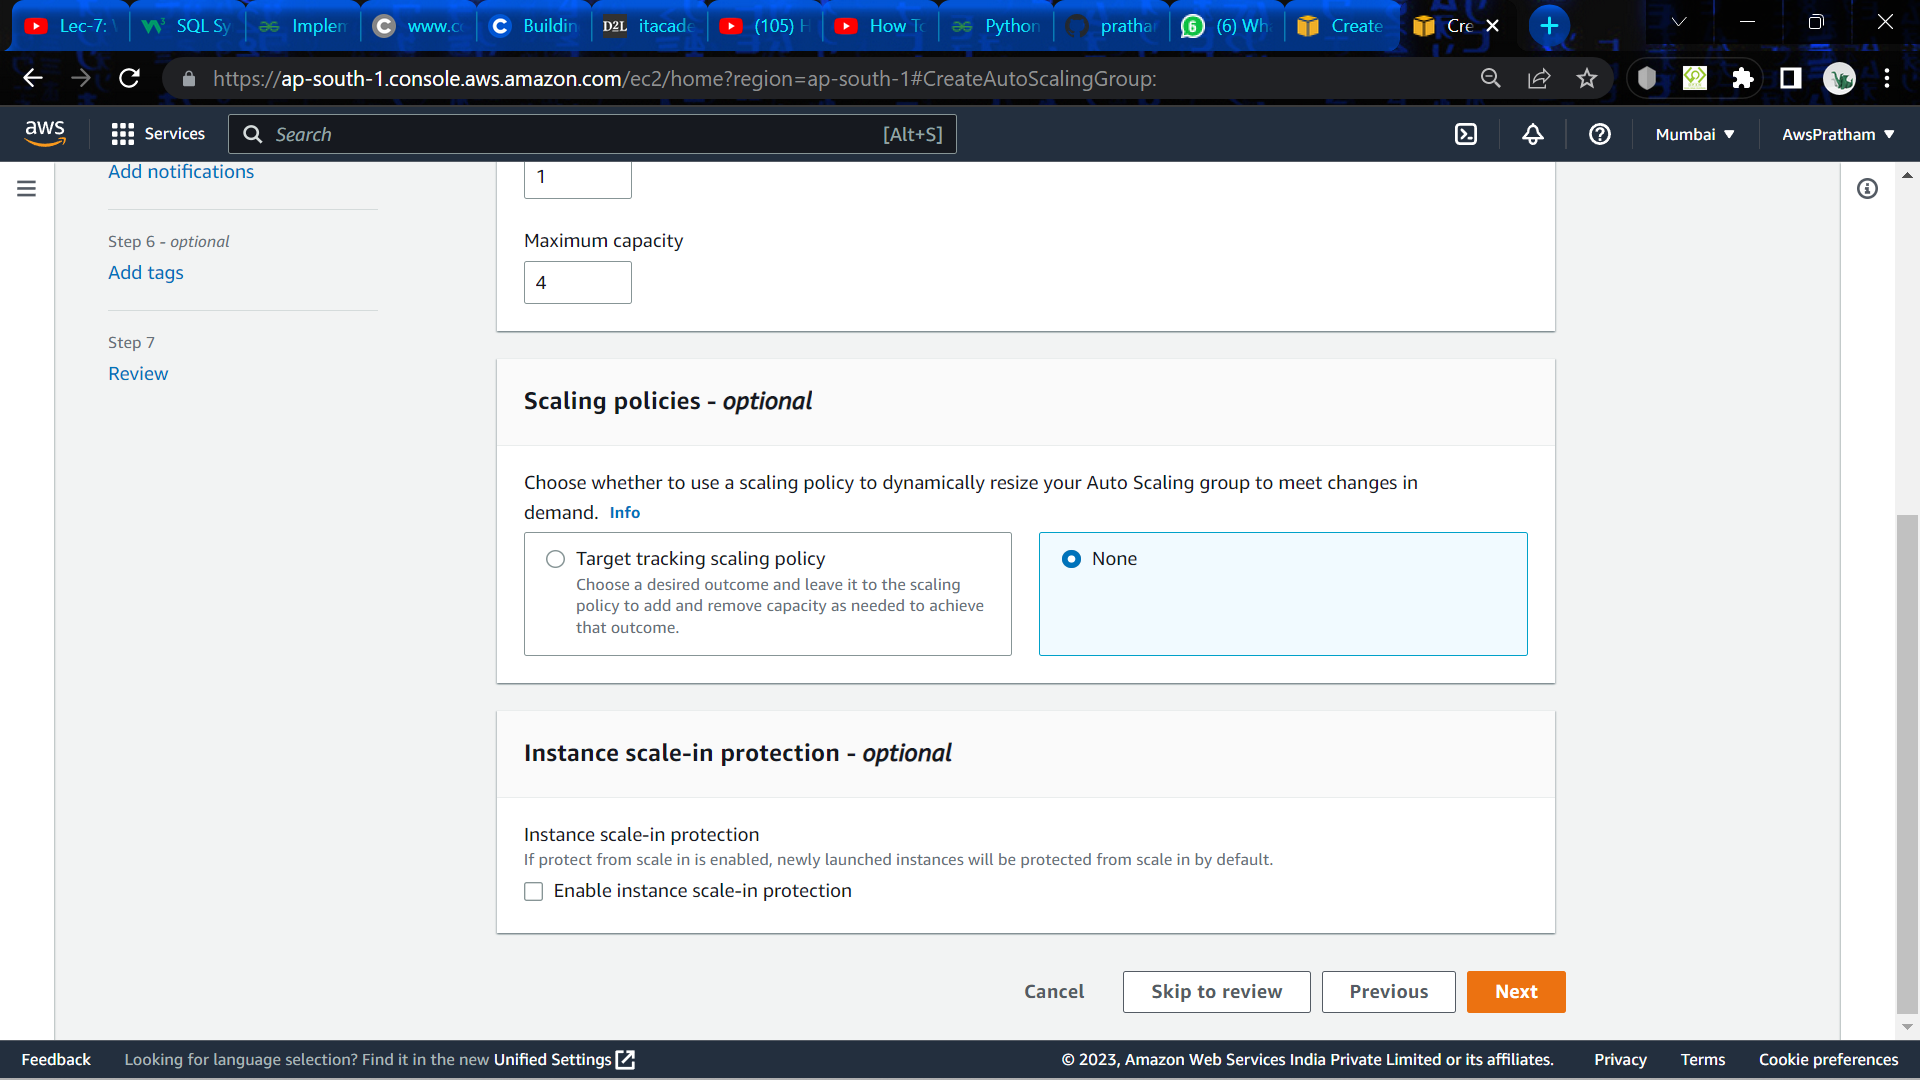 Lec-7:
SQL Sy
Implem
www.c
Buildin
D2L itacade
(105) H
How To
Python
prathar
6 (6) Wh
Create
Cre
https://ap-south-1.console.aws.amazon.com/ec2/home?region=ap-south-1#CreateAutoScalingGroup:
aws
Services
Search
[Alt+S]
Mumbai
AwsPratham
Add notifications
Step 6 - optional
Add tags
Step 7
Review
1
Maximum capacity
4
Scaling policies - optional
Choose whether to use a scaling policy to dynamically resize your Auto Scaling group to meet changes in
demand. Info
Target tracking scaling policy
Choose a desired outcome and leave it to the scaling
policy to add and remove capacity as needed to achieve
that outcome.
None
Instance scale-in protection - optional
Instance scale-in protection
If protect from scale in is enabled, newly launched instances will be protected from scale in by default.
Enable instance scale-in protection
Cancel
Skip to review
Previous
Next
Feedback
Looking for language selection? Find it in the new Unified Settings
© 2023, Amazon Web Services India Private Limited or its affiliates.
Privacy
Terms
Cookie preferences